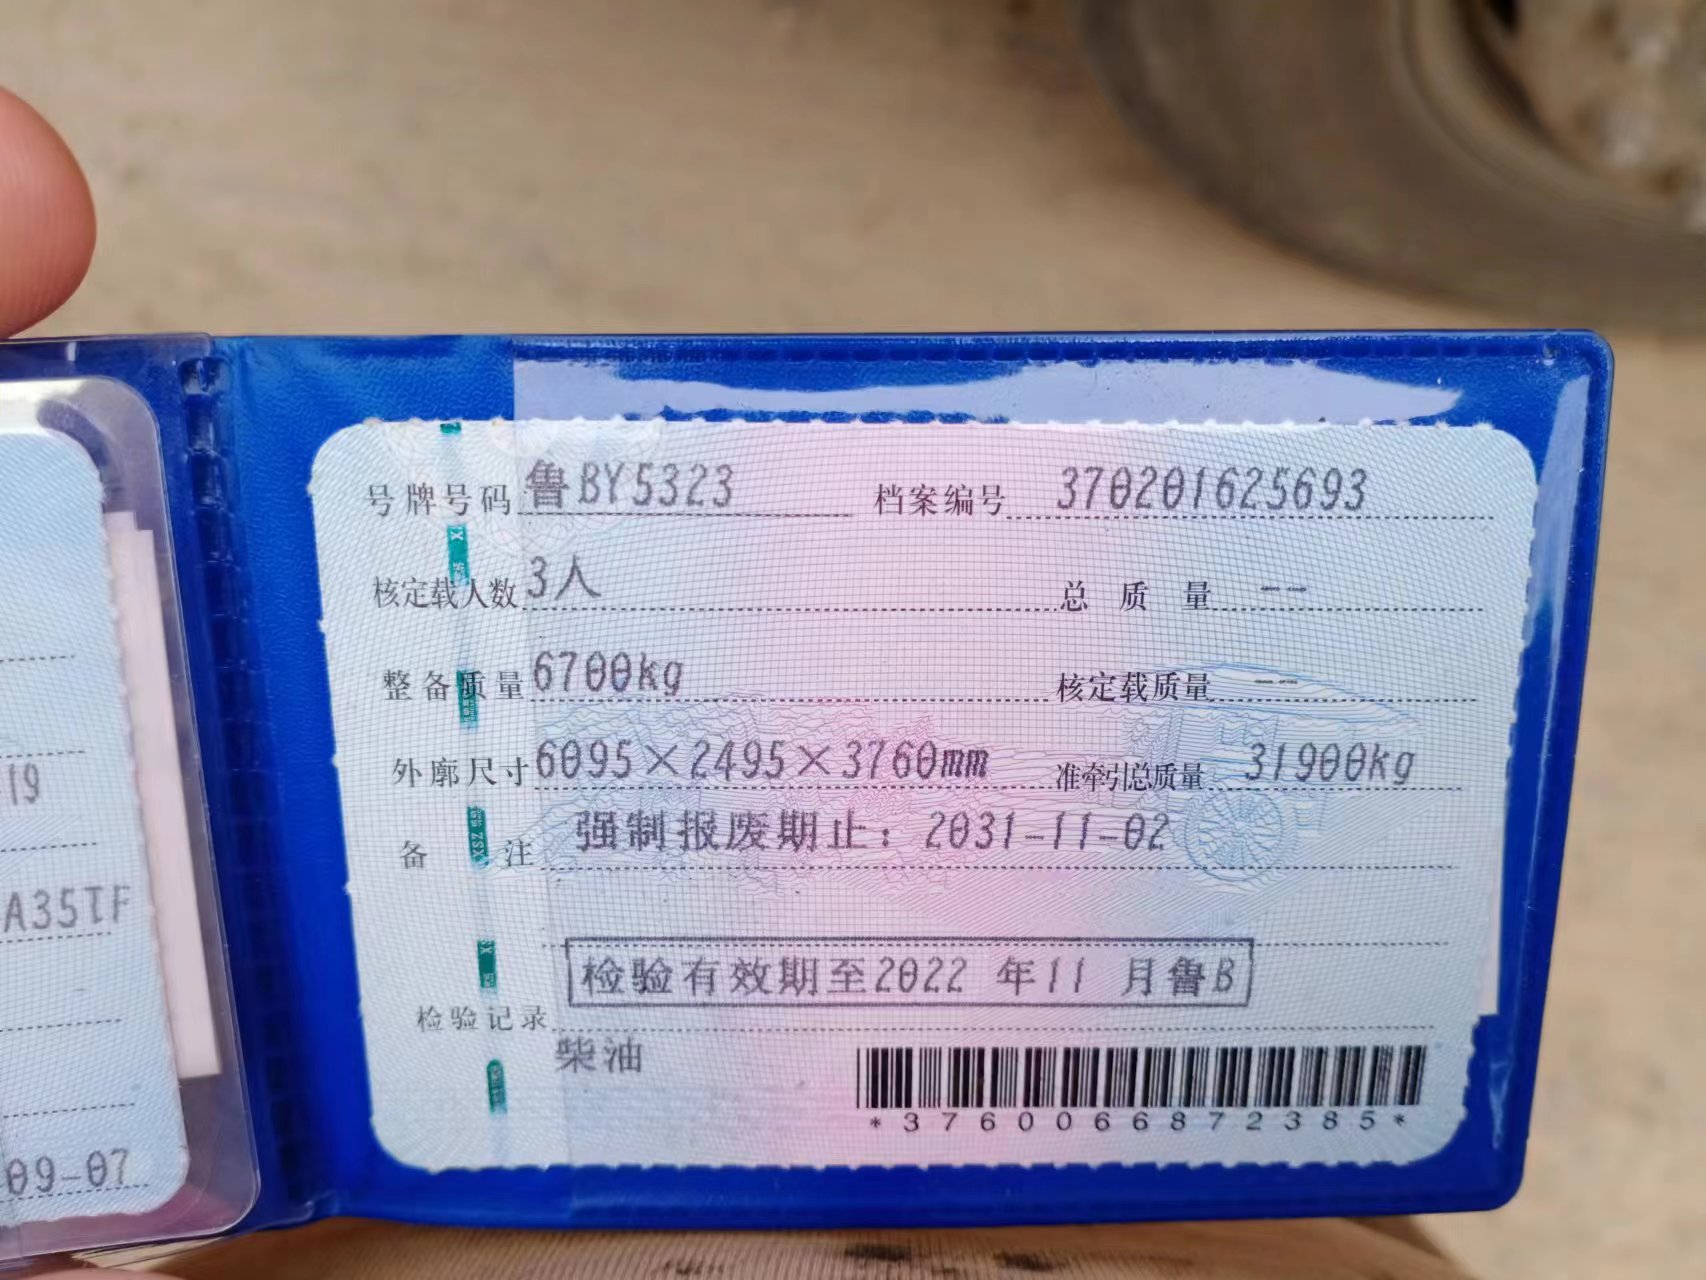 号牌号码 鲁BY5323 档案编号 370201625693
核定载人数 3人 总质量 --
整备质量 6700kg 核定载质量 --
外廓尺寸 6095×2495×3760mm 准牵引总质量 31900kg
备注 强制报废期止：2031-11-02
检验有效期至2022 年11 月鲁B
检验记录
柴油
*3760066872385*
19
A35TF
09-07